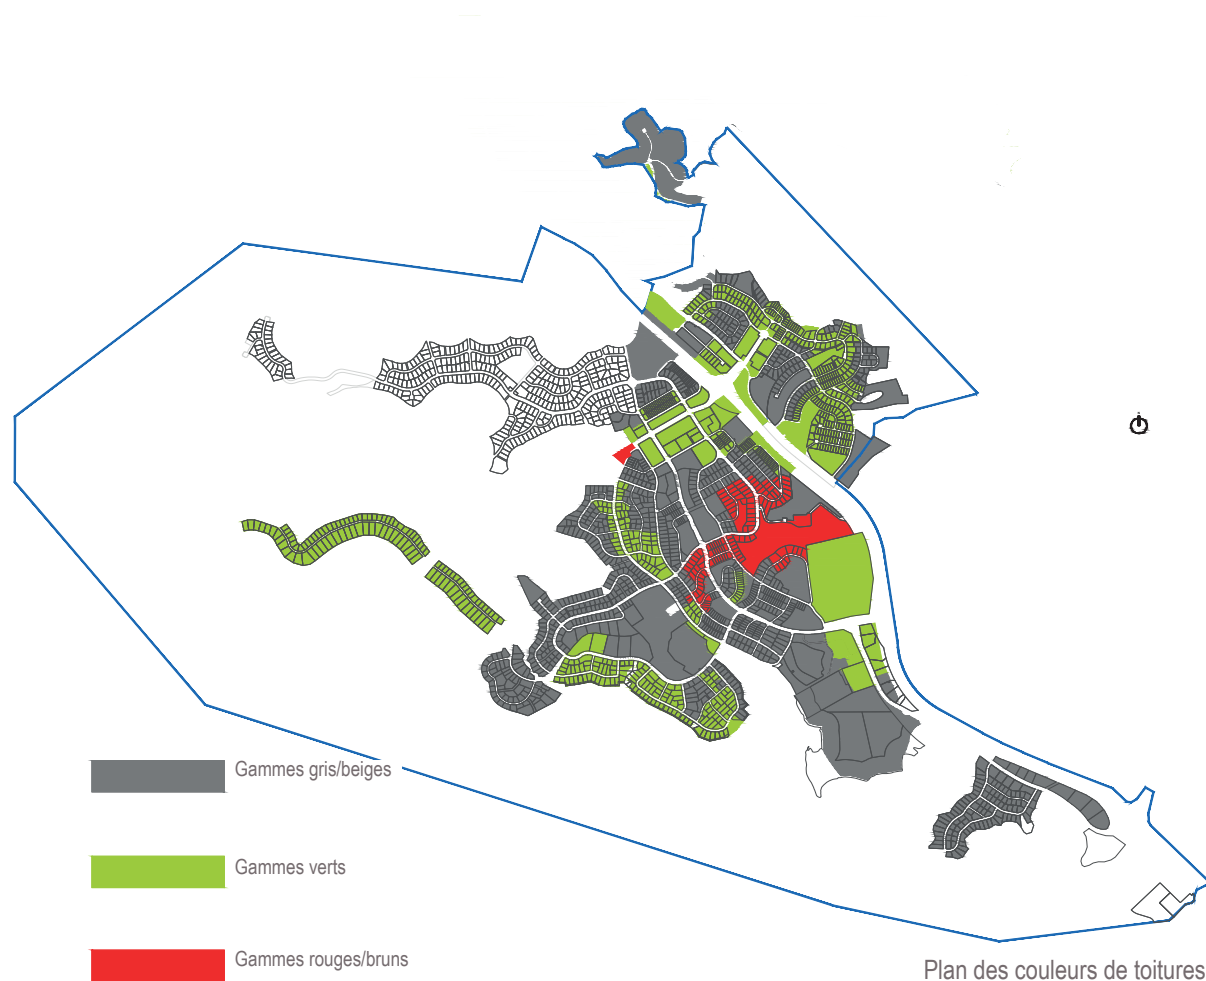 Gammes gris/beiges
Gammes verts
Gammes rouges/bruns
Plan des couleurs de toitures